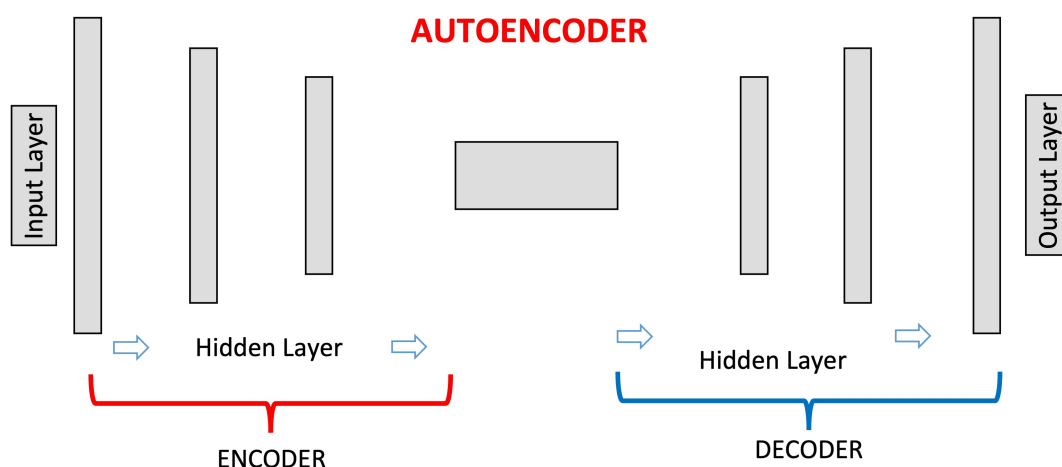 AUTOENCODER
Input Layer
Output Layer
Hidden Layer
Hidden Layer
ENCODER
DECODER